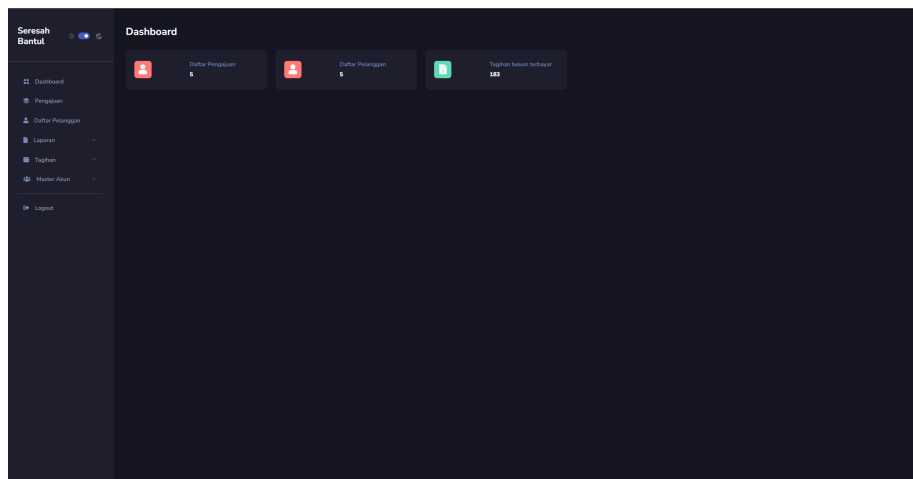 Seresah
Bantul
Dashboard
Pengajuan
Daftar Pelanggan
Laporan
Tagihan
Master Akun
Logout
Dashboard
Daftar Pengajuan
5
Daftar Pelanggan
5
Tagihan belum terbayar
183